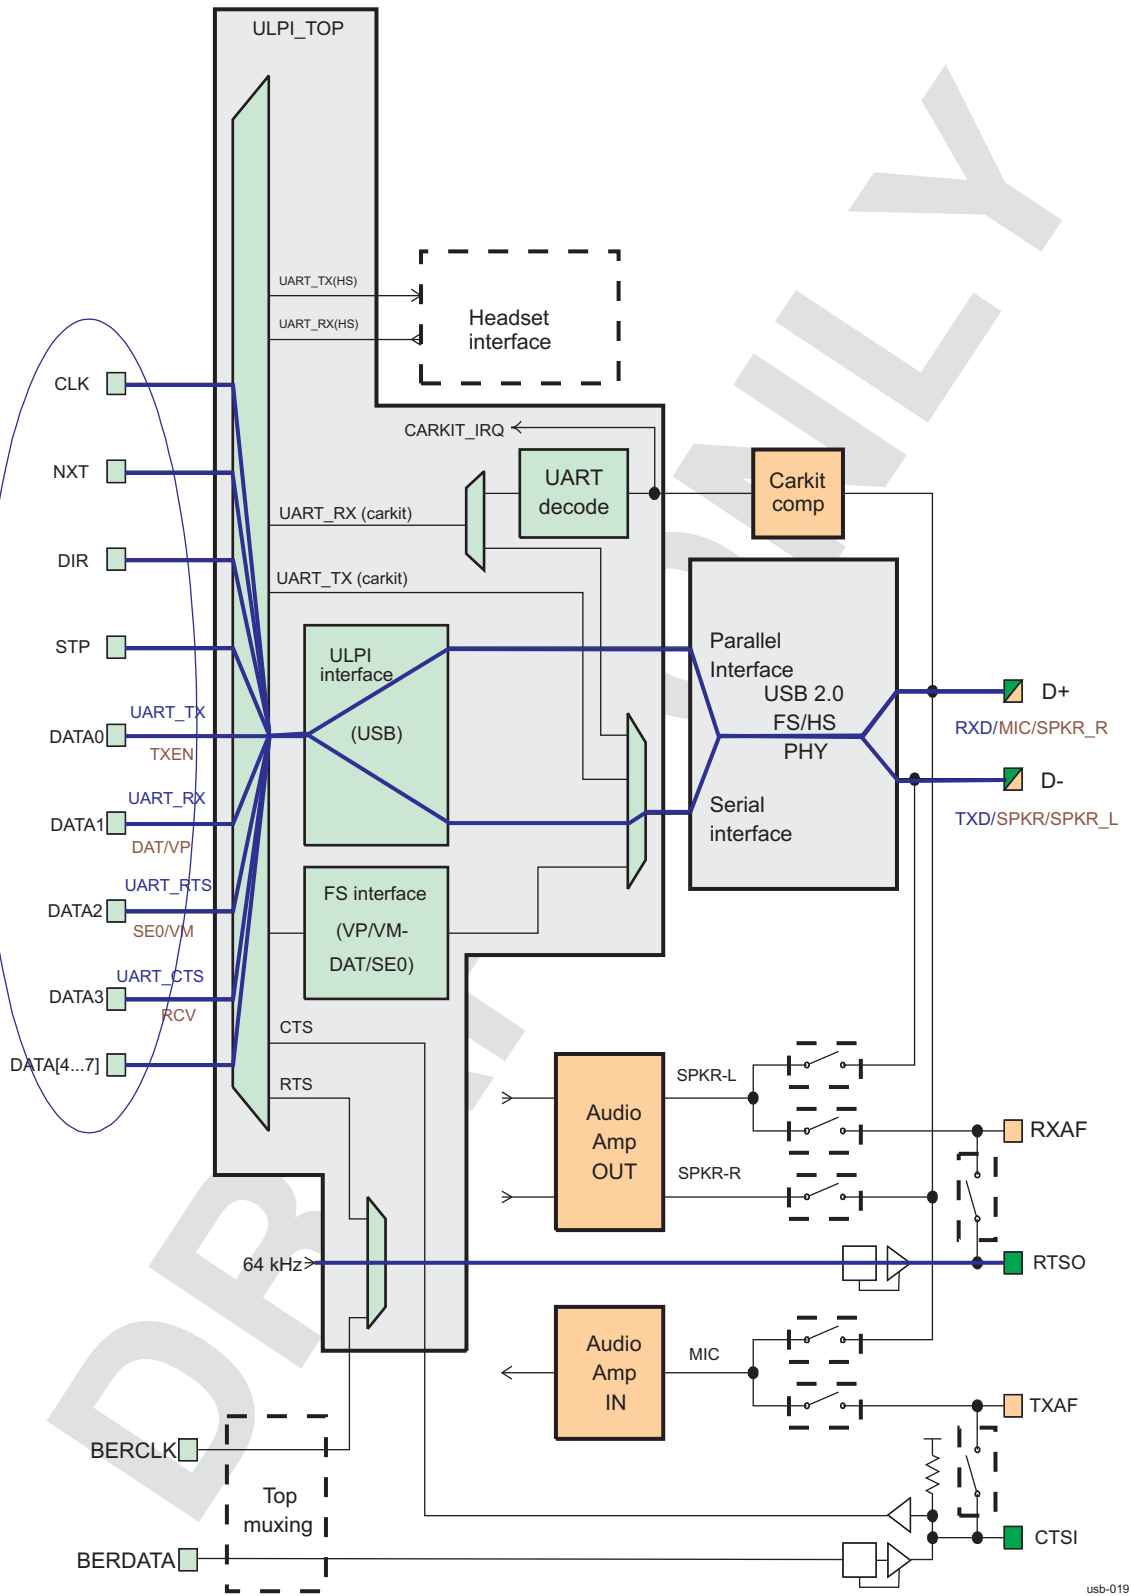 ULPI_TOP
UART_TX(HS)
UART_RX(HS)
Headset
interface
CLK
CARKIT_IRQ
NXT
UART
decode
Carkit
comp
UART_RX (carkit)
DIR
UART_TX (carkit)
STP
ULPI
interface
(USB)
Parallel
Interface
USB 2.0
FS/HS
PHY
Serial
interface
D+
RXD/MIC/SPKR_R
D-
TXD/SPKR/SPKR_L
UART_TX
DATA0
TXEN
UART_RX
DATA1
DAT/VP
UART_RTS
DATA2
SE0/VM
FS interface
(VP/VM-
DAT/SE0)
UART_CTS
DATA3
RCV
CTS
DATA[4...7]
RTS
SPKR-L
Audio
Amp
OUT
SPKR-R
RXAF
64 kHz
RTSO
Audio
Amp
IN
MIC
TXAF
BERCLK
Top
muxing
CTSI
BERDATA
usb-019